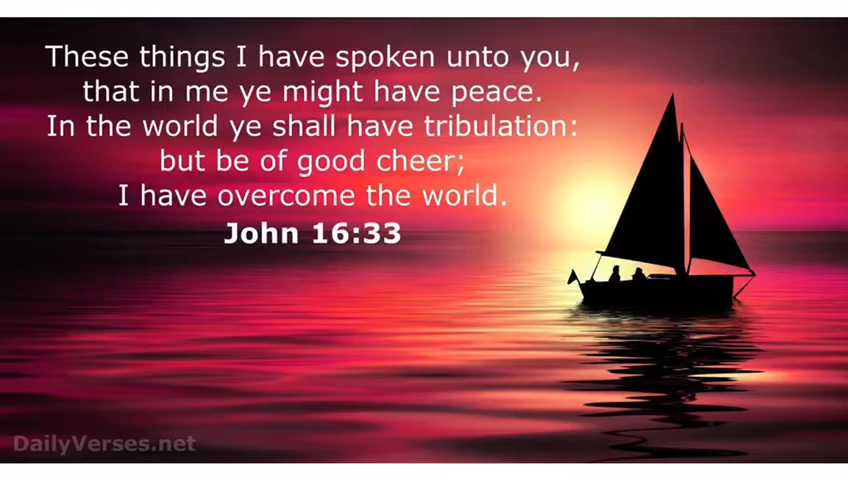 These things I have spoken unto you,
that in me ye might have peace.
In the world ye shall have tribulation:
but be of good cheer;
I have overcome the world.
John 16:33
DailyVerses.net